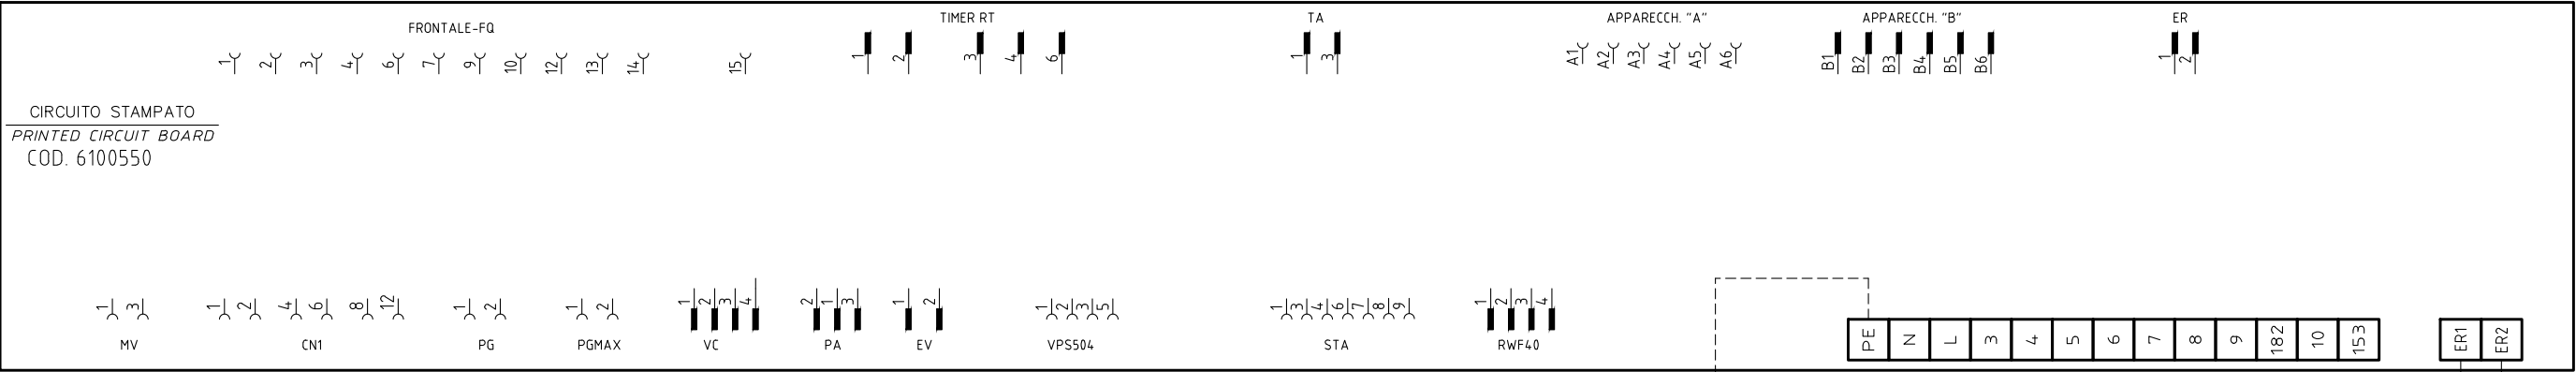 FRONTALE-FQ TIMER RT TA APPARECCH. "A" APPARECCH. "B" ER
1 2 3 4 6 7 9 10 12 13 14 15 1 2 3 4 6 1 3 A1 A2 A3 A4 A5 A6 B1 B2 B3 B4 B5 B6 1 2
CIRCUITO STAMPATO
PRINTED CIRCUIT BOARD
COD. 6100550
1 3 1 2 4 6 8 12 1 2 1 2 1 2 3 4 2 1 3 1 2 1 2 3 5 1 3 4 6 7 8 9 1 2 3 4
PE N L 3 4 5 6 7 8 9 182 10 153 ER1 ER2
MV CN1 PG PGMAX VC PA EV VPS504 STA RWF40